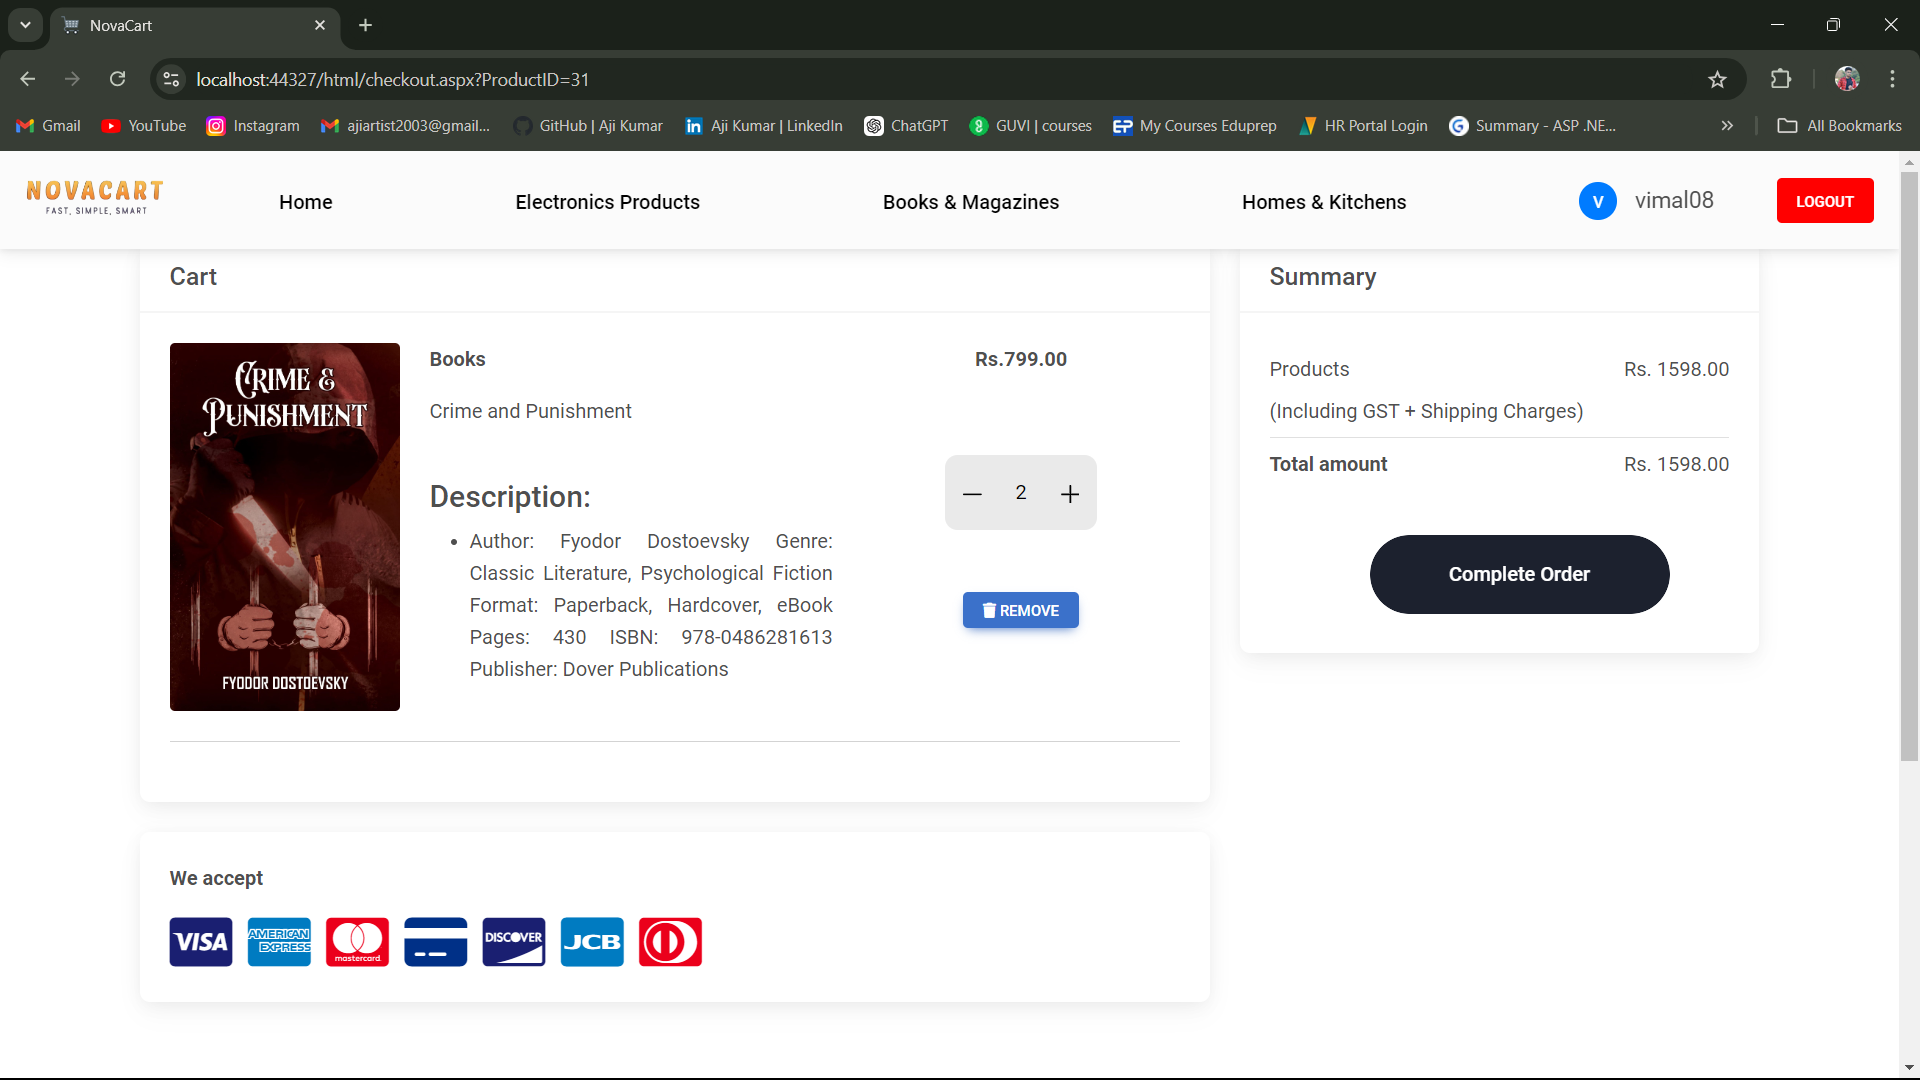 NovaCart
localhost:44327/html/checkout.aspx?ProductID=31
Gmail
YouTube
Instagram
ajiartist2003@gmail...
GitHub | Aji Kumar
Aji Kumar | LinkedIn
ChatGPT
GUVI | courses
My Courses Eduprep
HR Portal Login
Summary - ASP .NE...
All Bookmarks
NOVACART
FAST, SIMPLE, SMART
Home
Electronics Products
Books & Magazines
Homes & Kitchens
V
vimal08
LOGOUT
Cart
CRIME &
PUNISHMENT
FYODOR DOSTOEVSKY
Books
Rs.799.00
Crime and Punishment
Description:
2
Author: Fyodor Dostoevsky Genre:
Classic Literature, Psychological Fiction
Format: Paperback, Hardcover, eBook
Pages: 430 ISBN: 978-0486281613
Publisher: Dover Publications
REMOVE
Summary
Products
Rs. 1598.00
(Including GST + Shipping Charges)
Total amount
Rs. 1598.00
Complete Order
We accept
VISA
AMERICAN
EXPRESS
mastercard
DISCOVER
JCB